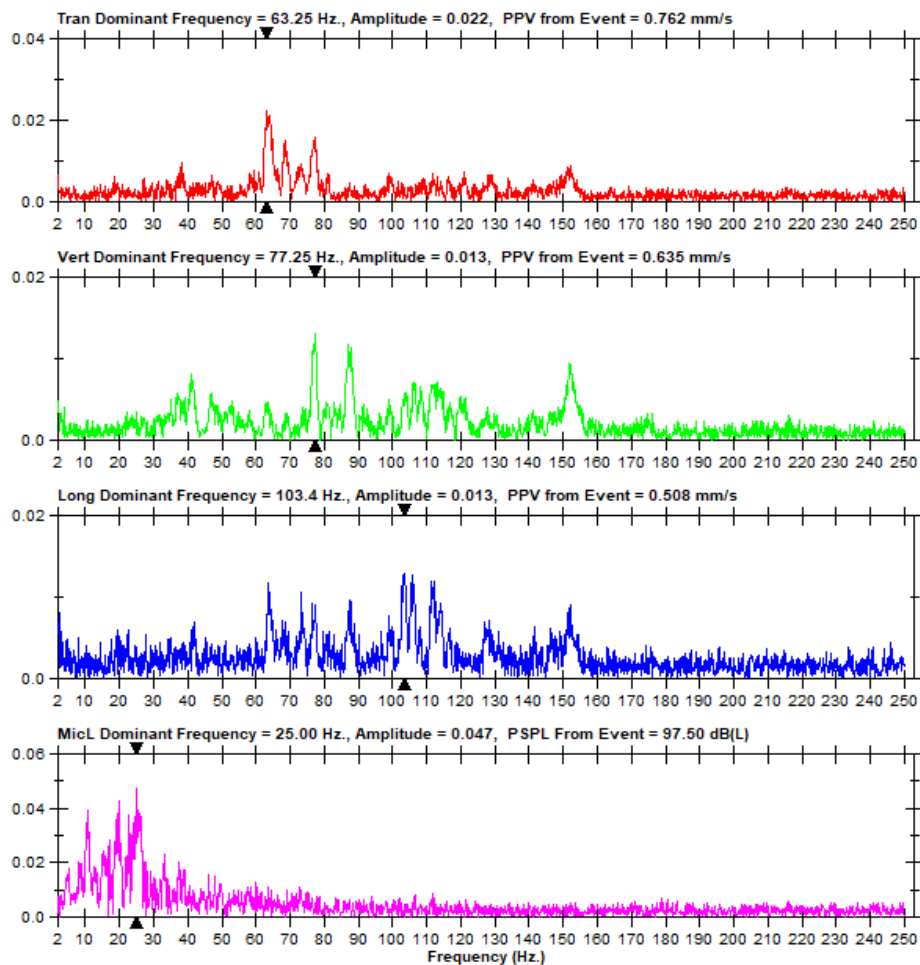 Tran Dominant Frequency = 63.25 Hz., Amplitude = 0.022, PPV from Event = 0.762 mm/s
0.04
0.02
0.0
2 10 20 30 40 50 60 70 80 90 100 110 120 130 140 150 160 170 180 190 200 210 220 230 240 250
Vert Dominant Frequency = 77.25 Hz., Amplitude = 0.013, PPV from Event = 0.635 mm/s
0.02
0.0
2 10 20 30 40 50 60 70 80 90 100 110 120 130 140 150 160 170 180 190 200 210 220 230 240 250
Long Dominant Frequency = 103.4 Hz., Amplitude = 0.013, PPV from Event = 0.508 mm/s
0.02
0.0
2 10 20 30 40 50 60 70 80 90 100 110 120 130 140 150 160 170 180 190 200 210 220 230 240 250
MicL Dominant Frequency = 25.00 Hz., Amplitude = 0.047, PSPL From Event = 97.50 dB(L)
0.06
0.04
0.02
0.0
2 10 20 30 40 50 60 70 80 90 100 110 120 130 140 150 160 170 180 190 200 210 220 230 240 250
Frequency (Hz.)